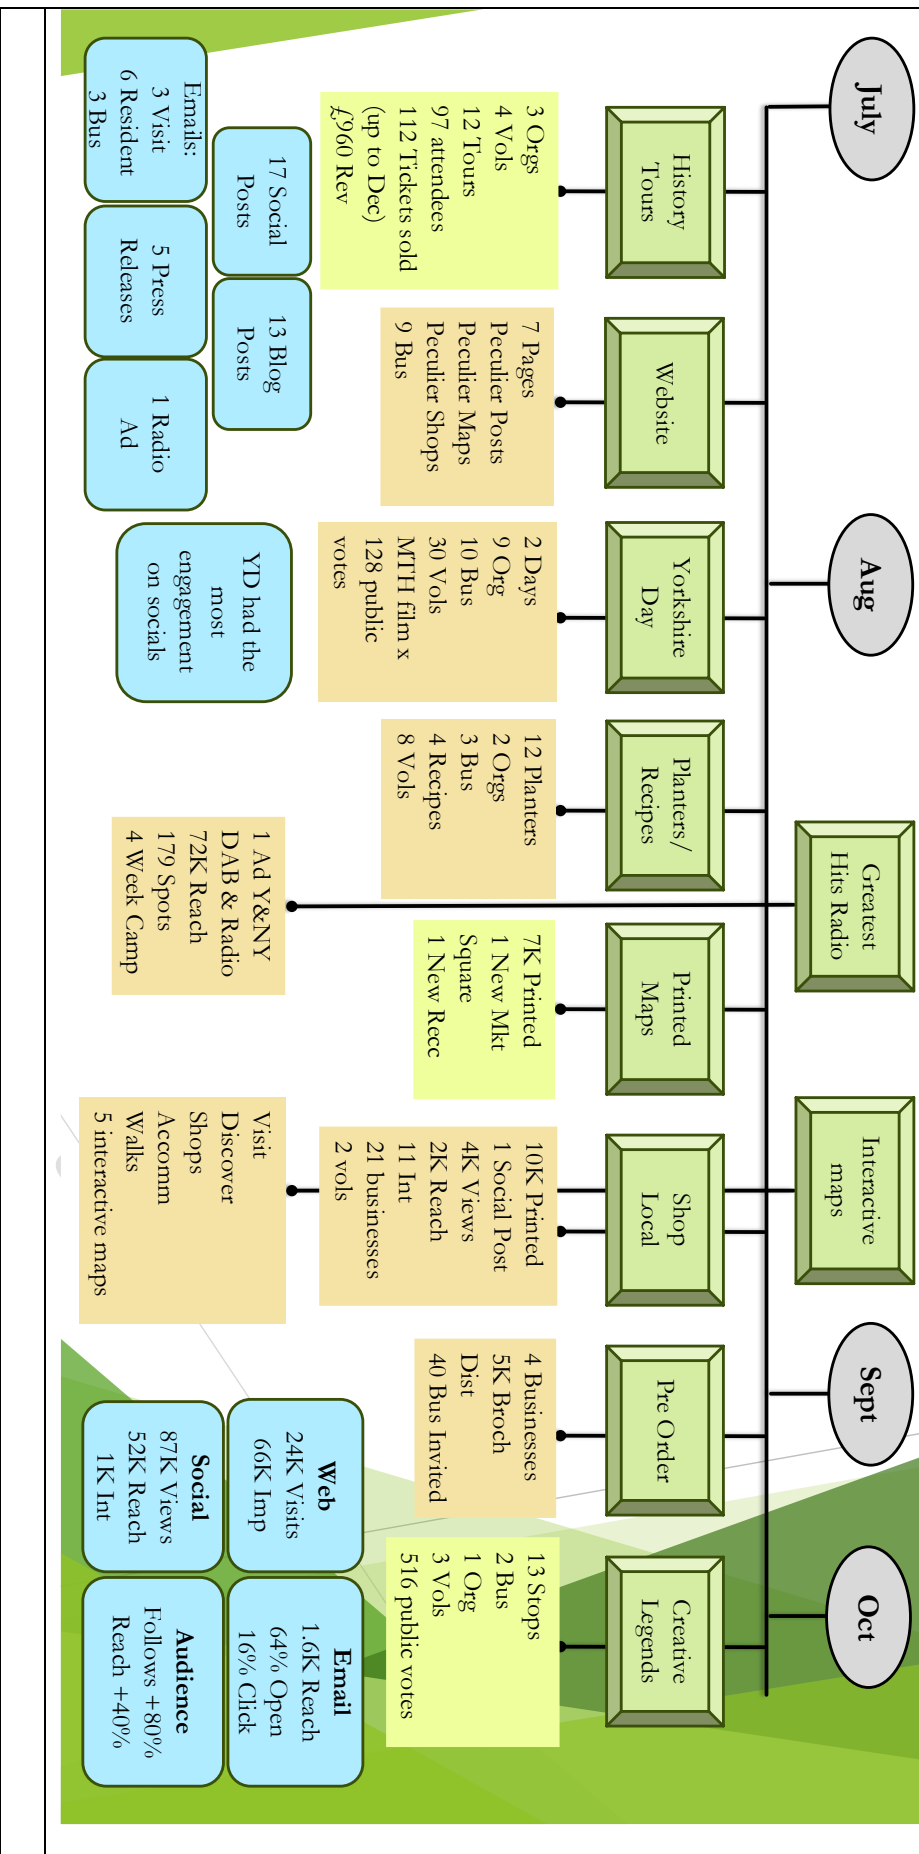 July
Aug
Sept
Oct
Greatest
Hits Radio
Interactive
maps
History
Tours
Website
Yorkshire
Day
Planters/
Recipes
Printed
Maps
Shop
Local
Pre Order
Creative
Legends
3 Orgs
4 Vols
12 Tours
97 attendees
112 Tickets sold
(up to Dec)
£960 Rev
7 Pages
Peculier Posts
Peculier Maps
Peculier Shops
9 Bus
2 Days
9 Org
10 Bus
30 Vols
MTH film x
128 public
votes
12 Planters
2 Orgs
3 Bus
4 Recipes
8 Vols
1 Ad Y&NY
DAB & Radio
72K Reach
179 Spots
4 Week Camp
7K Printed
1 New Mkt
Square
1 New Recc
10K Printed
1 Social Post
4K Views
2K Reach
11 Int
21 businesses
2 vols
Visit
Discover
Shops
Accomm
Walks
5 interactive maps
4 Businesses
5K Broch
Dist
40 Bus Invited
13 Stops
2 Bus
1 Org
3 Vols
516 public votes
17 Social
Posts
13 Blog
Posts
Emails:
3 Visit
6 Resident
3 Bus
5 Press
Releases
1 Radio
Ad
YD had the
most
engagement
on socials
Web
24K Visits
66K Imp
Email
1.6K Reach
64% Open
16% Click
Social
87K Views
52K Reach
1K Int
Audience
Follows +80%
Reach +40%